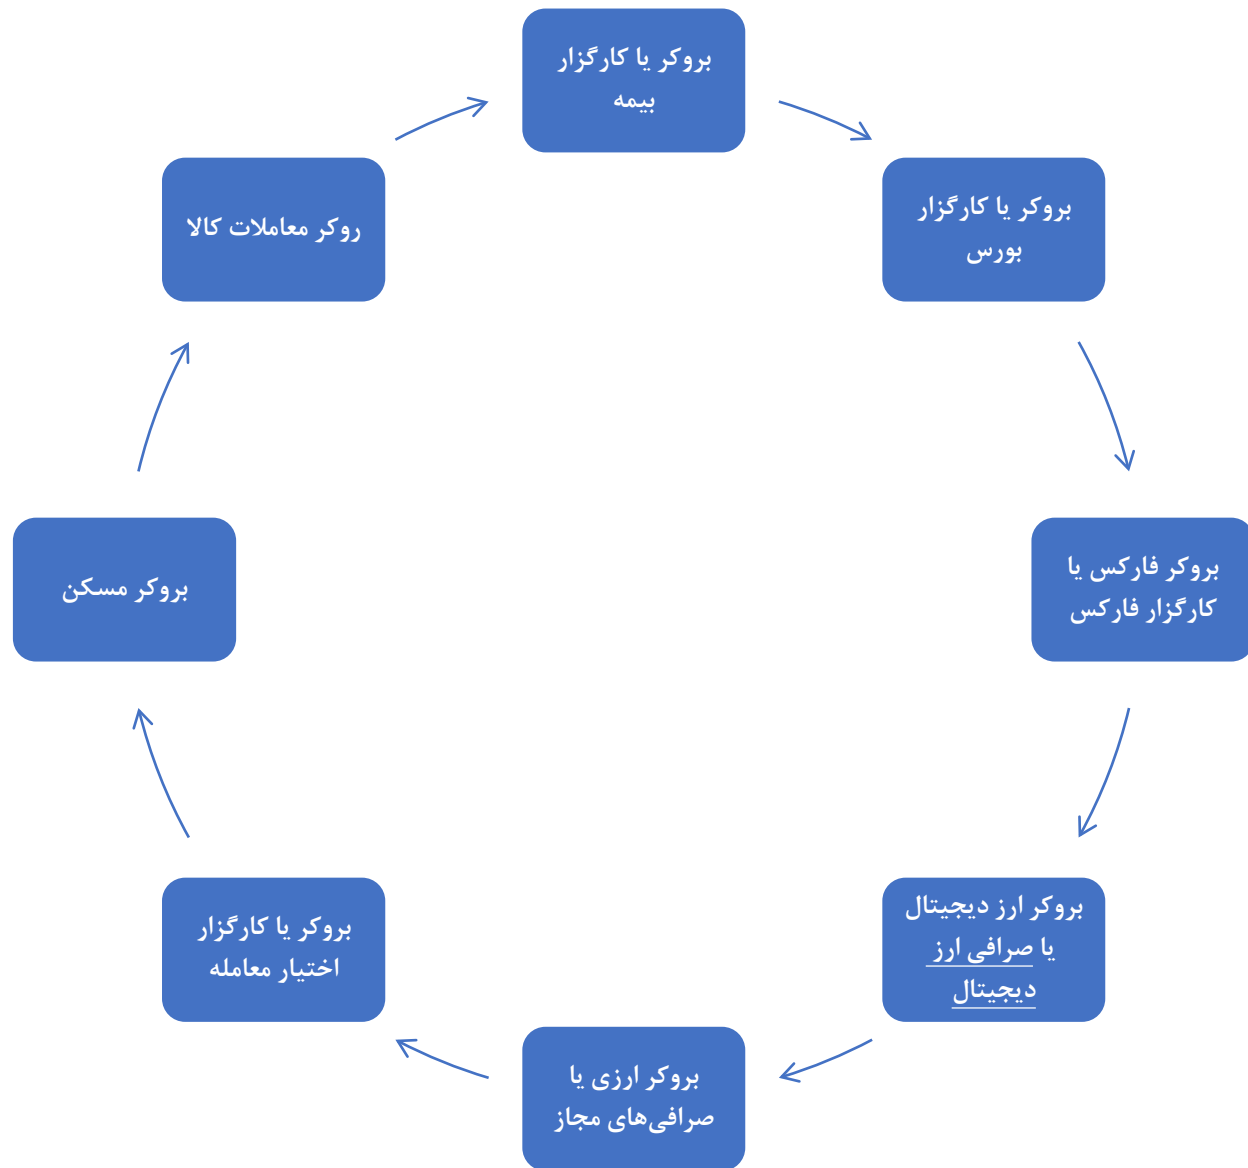 بروکر یا کارگزار
بیمه
بروکر یا کارگزار
بورس
بروکر فارکس یا
کارگزار فارکس
بروکر ارز دیجیتال
یا صرافی ارز
دیجیتال
بروکر ارزی یا
صرافی‌های مجاز
بروکر یا کارگزار
اختیار معامله
بروکر مسکن
روکر معاملات کالا